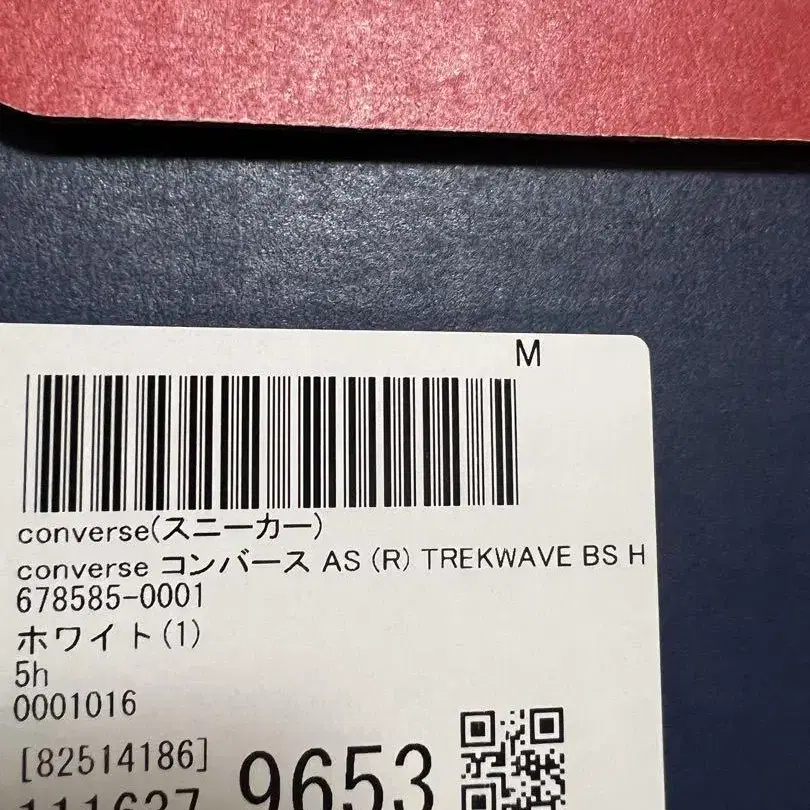 M
converse(スニーカー)
converse コンバース AS (R) TREKWAVE BS H
678585-0001
ホワイト(1)
5h
0001016
[82514186]
9653
111637